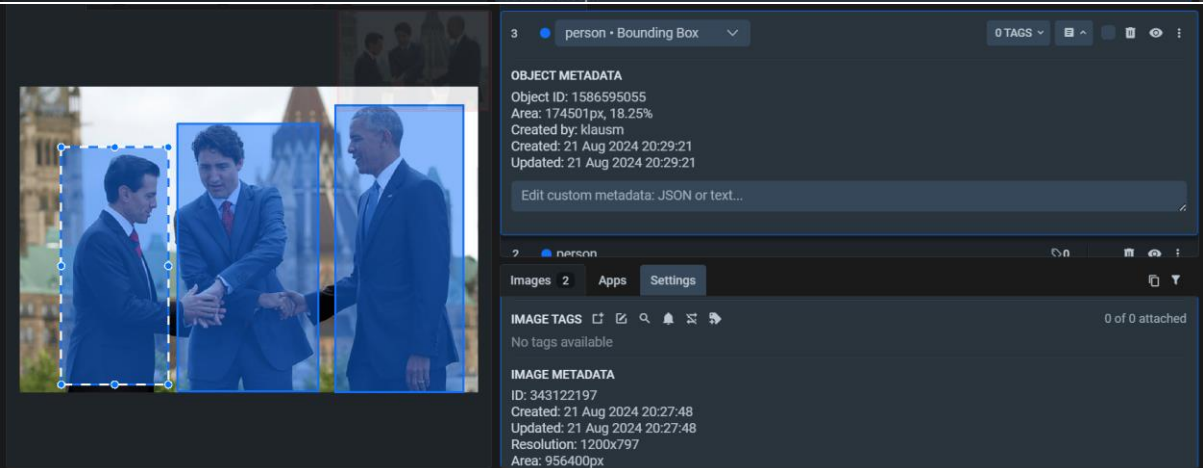 3 person • Bounding Box 0 TAGS
OBJECT METADATA
Object ID: 1586595055
Area: 174501px, 18.25%
Created by: klausm
Created: 21 Aug 2024 20:29:21
Updated: 21 Aug 2024 20:29:21
Edit custom metadata: JSON or text...
2 person 0
Images 2 Apps Settings
IMAGE TAGS 0 of 0 attached
No tags available
IMAGE METADATA
ID: 343122197
Created: 21 Aug 2024 20:27:48
Updated: 21 Aug 2024 20:27:48
Resolution: 1200x797
Area: 956400px